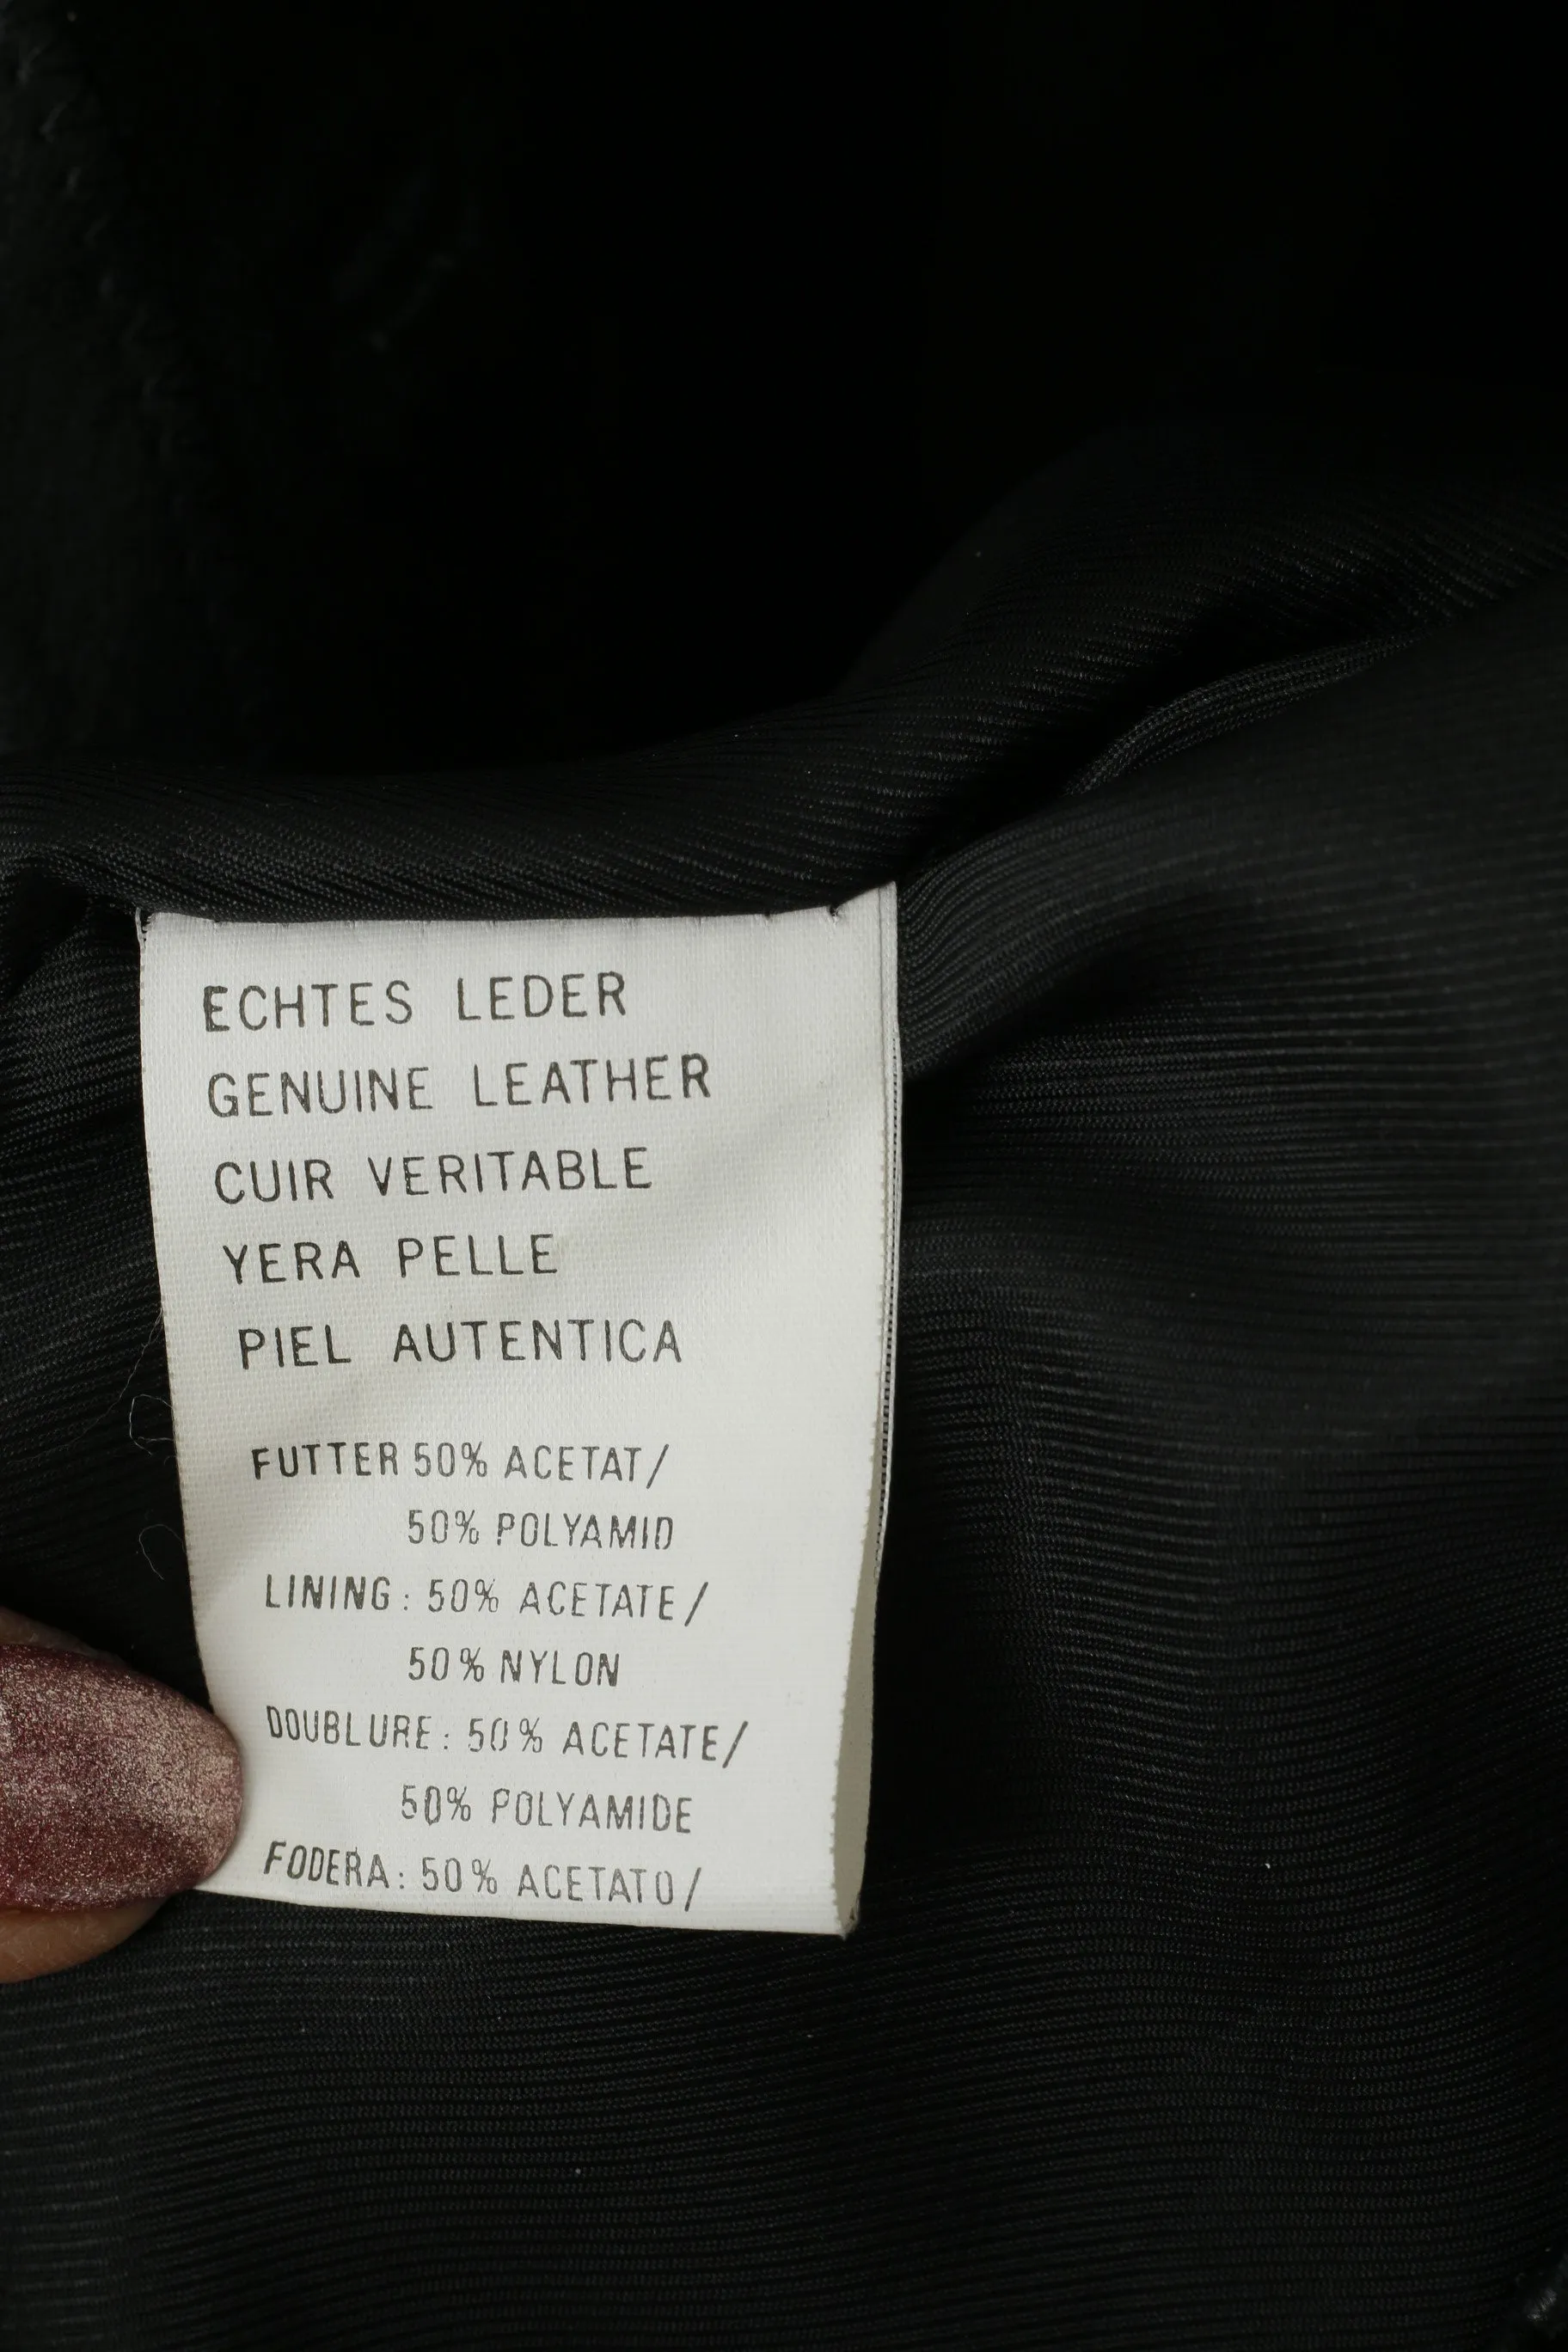 ECHTES LEDER
GENUINE LEATHER
CUIR VERITABLE
YERA PELLE
PIEL AUTENTICA
FUTTER 50% ACETAT/
50% POLYAMID
LINING: 50% ACETATE/
50% NYLON
DOUBLURE: 50% ACETATE/
50% POLYAMIDE
FODERA: 50% ACETATO/